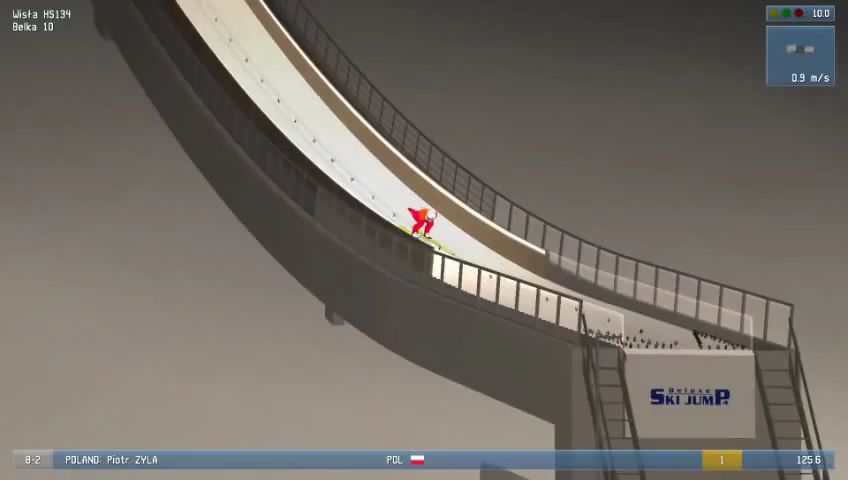 Wisła HS134
Belka 10
10.0
0.9 m/s
Deluxe
SKI JUMP
8-2 POLAND: Piotr ZYLA POL 1 125.6